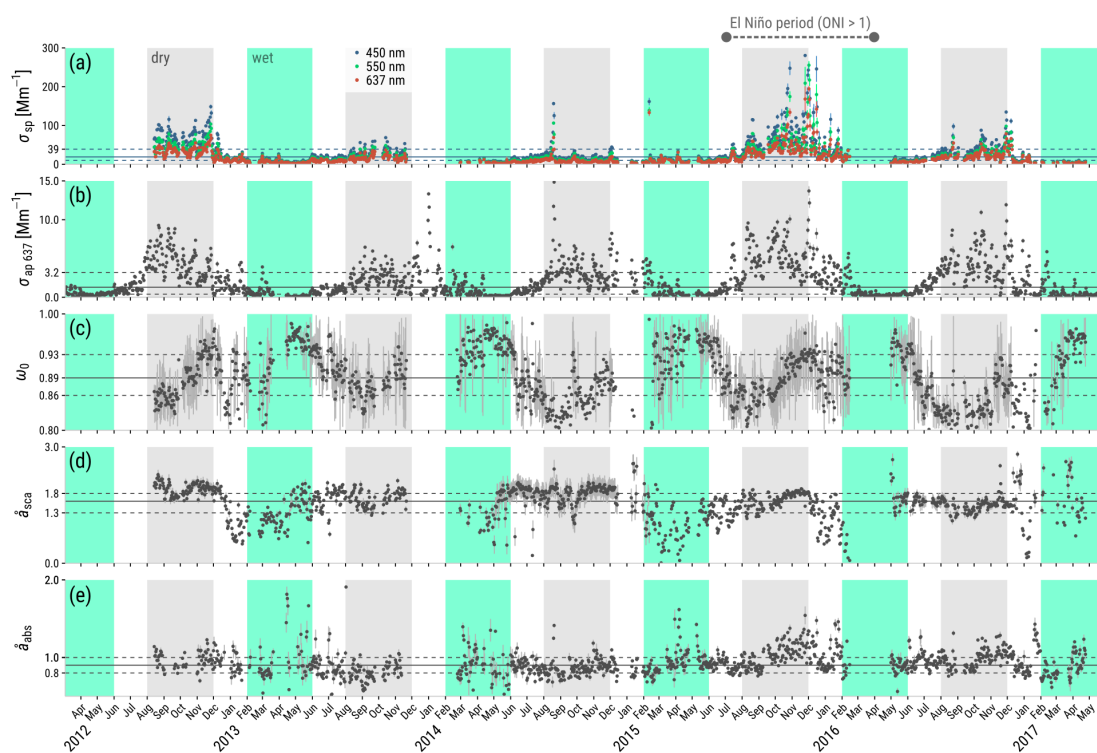 El Niño period (ONI > 1)
(a)
dry
wet
450 nm
550 nm
637 nm
σsp [Mm⁻¹]
300
200
100
39
0
(b)
σap 637 [Mm⁻¹]
15.0
10.0
3.2
0.0
(c)
ω0
1.00
0.93
0.89
0.86
0.80
(d)
åsca
3.0
1.8
1.3
0.0
(e)
åabs
2.0
1.0
0.8
Apr May Jun Jul Aug Sep Oct Nov Dec Jan Feb Mar Apr May Jun Jul Aug Sep Oct Nov Dec Jan Feb Mar Apr May Jun Jul Aug Sep Oct Nov Dec Jan Feb Mar Apr May Jun Jul Aug Sep Oct Nov Dec Jan Feb Mar Apr May Jun Jul Aug Sep Oct Nov Dec Jan Feb Mar Apr May
2012 2013 2014 2015 2016 2017